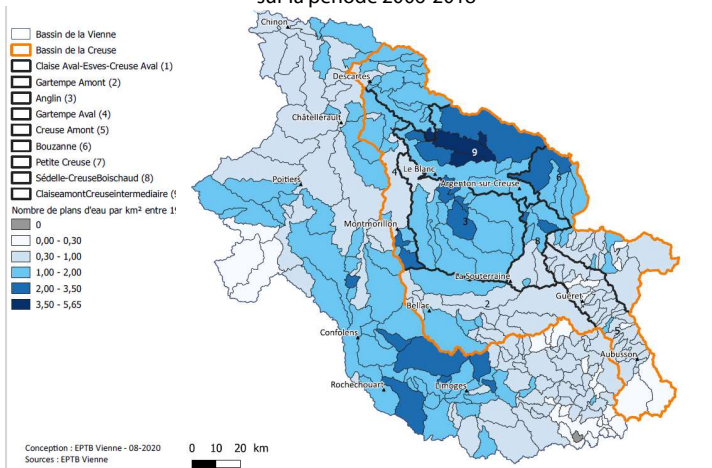 sur la période 2008-2018
Bassin de la Vienne
Bassin de la Creuse
Claise Aval-Esves-Creuse Aval (1)
Gartempe Amont (2)
Anglin (3)
Gartempe Aval (4)
Creuse Amont (5)
Bouzanne (6)
Petite Creuse (7)
Sédelle-CreuseBoischaud (8)
ClaiseamontCreuseintermediaire (9
Nombre de plans d'eau par km² entre 19
0
0,00 - 0,30
0,30 - 1,00
1,00 - 2,00
2,00 - 3,50
3,50 - 5,65
Chinon
Descartes
1
Châtellerault
9
Le Blanc
4
Argenton-sur-Creuse
6
Poitiers
3
Montmorillon
8
La Souterraine
Guéret
2
Bellac
5
Confolens
Aubusson
Rochechouart
Limoges
Conception : EPTB Vienne - 08-2020
Sources : EPTB Vienne
0 10 20 km